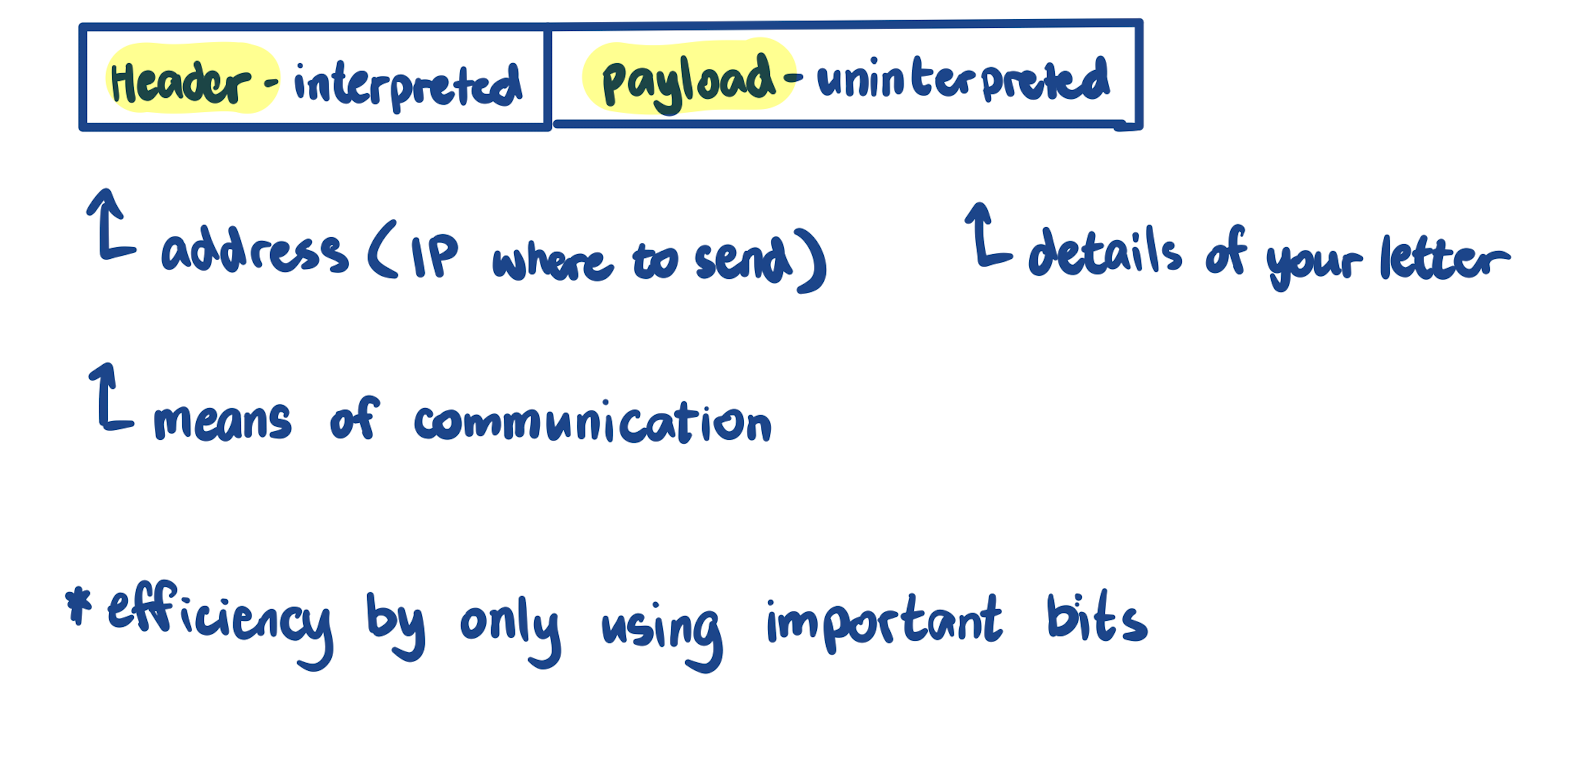 Header - interpreted
payload - uninterpreted
address (IP where to send)
details of your letter
means of communication
* efficiency by only using important bits